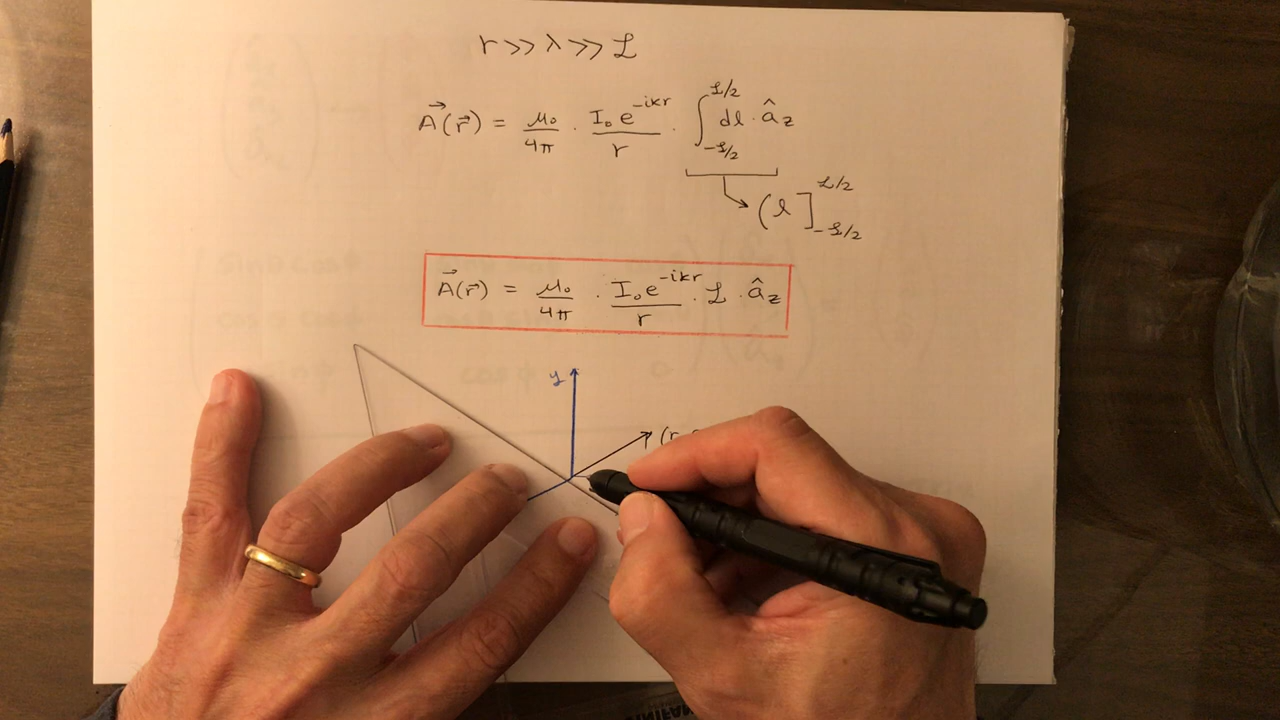 r >> λ >> ℒ
A⃗(r⃗) = μ₀/4π · I₀e^{-ikr}/r · ∫_{-ℒ/2}^{ℒ/2} dl · â_z
(l]_{-ℒ/2}^{ℒ/2}
A⃗(r⃗) = μ₀/4π · I₀e^{-ikr}/r · ℒ · â_z
y
(r,